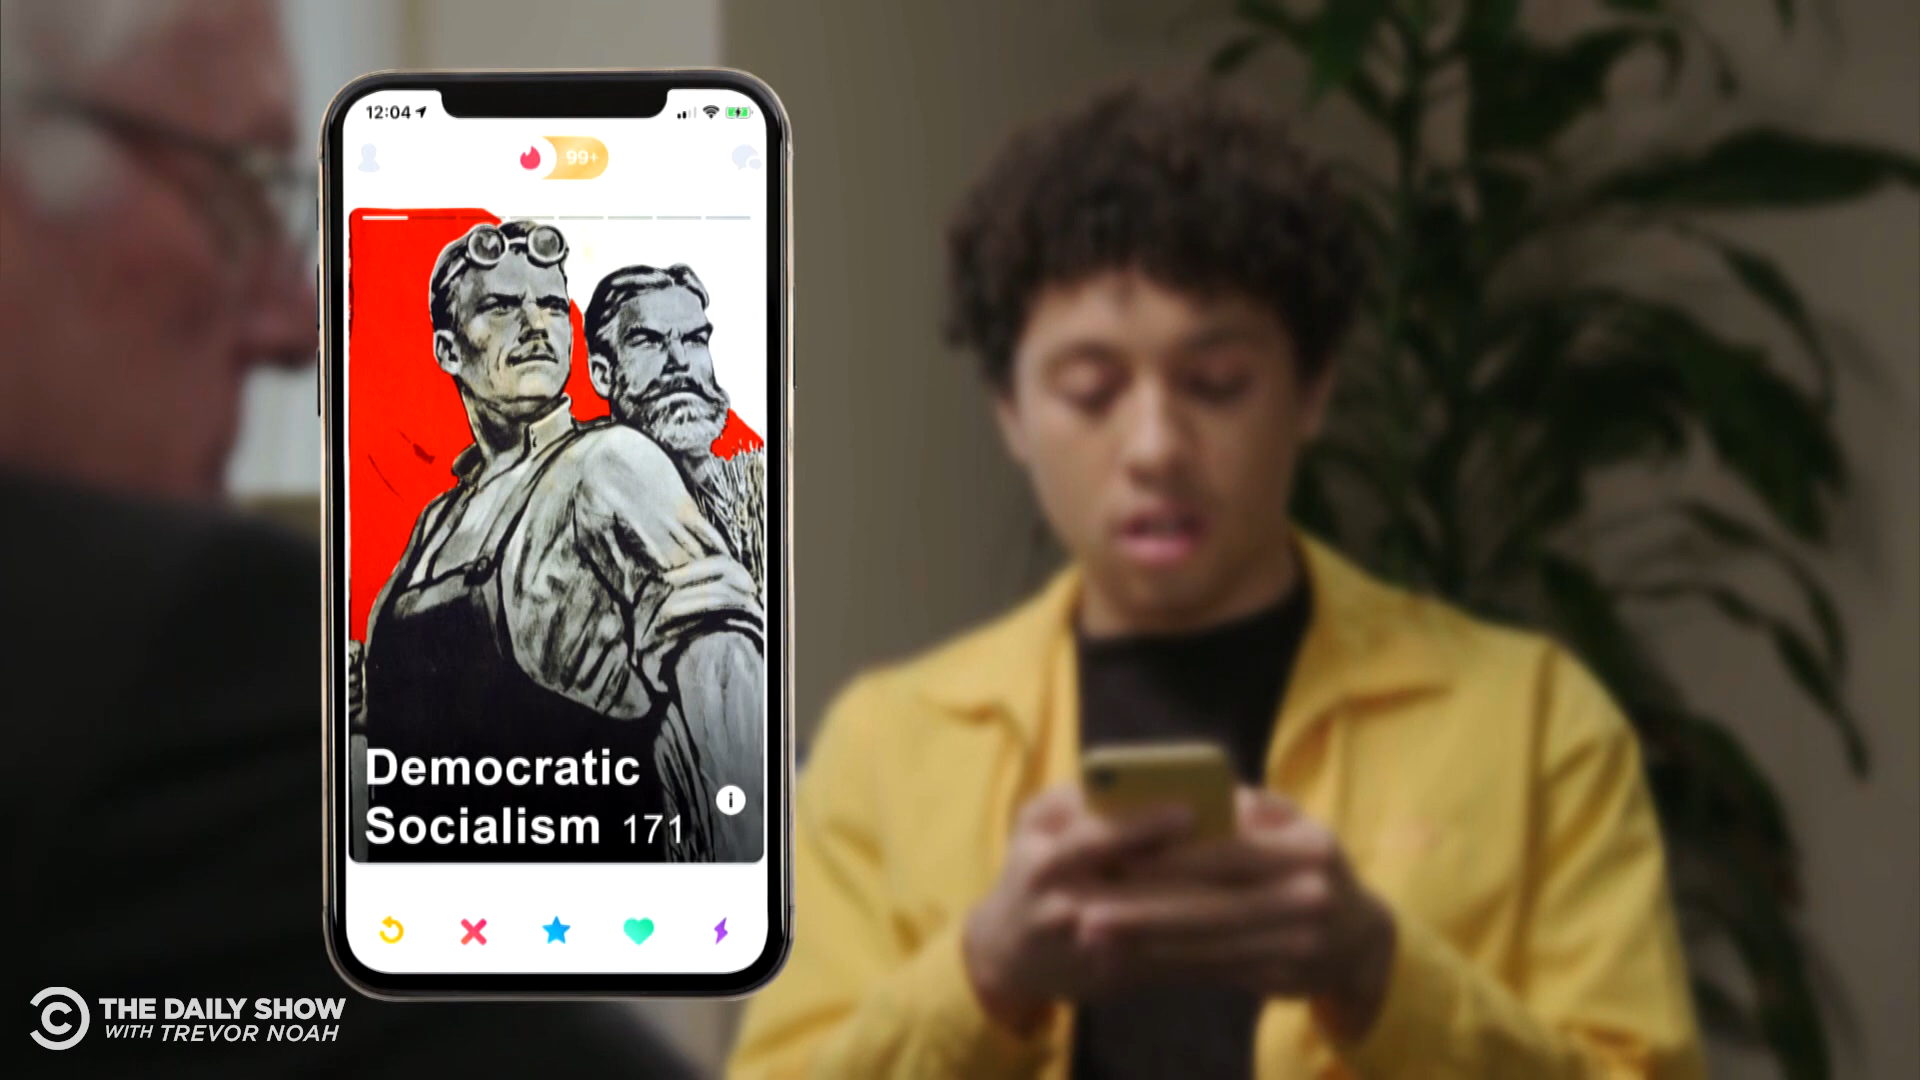 12:04
99+
Democratic
Socialism 171
THE DAILY SHOW
WITH TREVOR NOAH